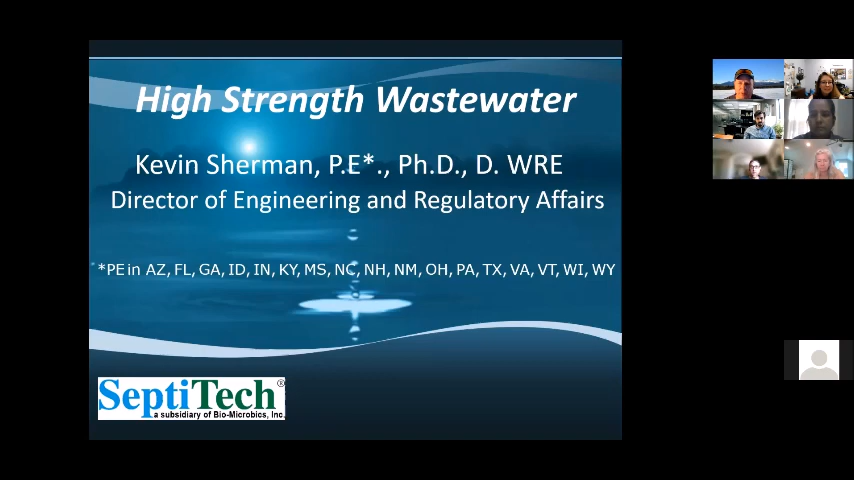 High Strength Wastewater
Kevin Sherman, P.E*., Ph.D., D. WRE
Director of Engineering and Regulatory Affairs
*PE in AZ, FL, GA, ID, IN, KY, MS, NC, NH, NM, OH, PA, TX, VA, VT, WI, WY
SeptiTech®
a subsidiary of Bio-Microbics, Inc.